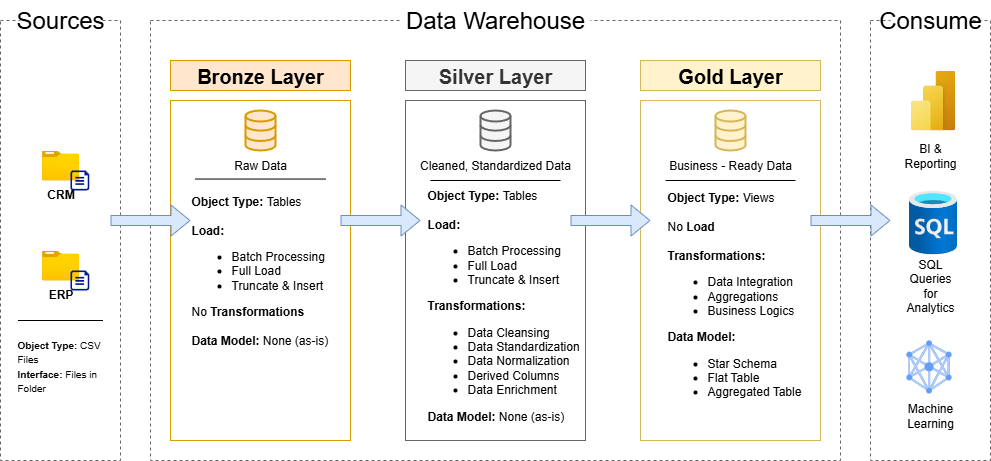 Sources
CRM
ERP
Object Type: CSV
Files
Interface: Files in
Folder
Data Warehouse
Bronze Layer
Raw Data
Object Type: Tables
Load:
Batch Processing
Full Load
Truncate & Insert
No Transformations
Data Model: None (as-is)
Silver Layer
Cleaned, Standardized Data
Object Type: Tables
Load:
Batch Processing
Full Load
Truncate & Insert
Transformations:
Data Cleansing
Data Standardization
Data Normalization
Derived Columns
Data Enrichment
Data Model: None (as-is)
Gold Layer
Business - Ready Data
Object Type: Views
No Load
Transformations:
Data Integration
Aggregations
Business Logics
Data Model:
Star Schema
Flat Table
Aggregated Table
Consume
BI &
Reporting
SQL
SQL
Queries
for
Analytics
Machine
Learning